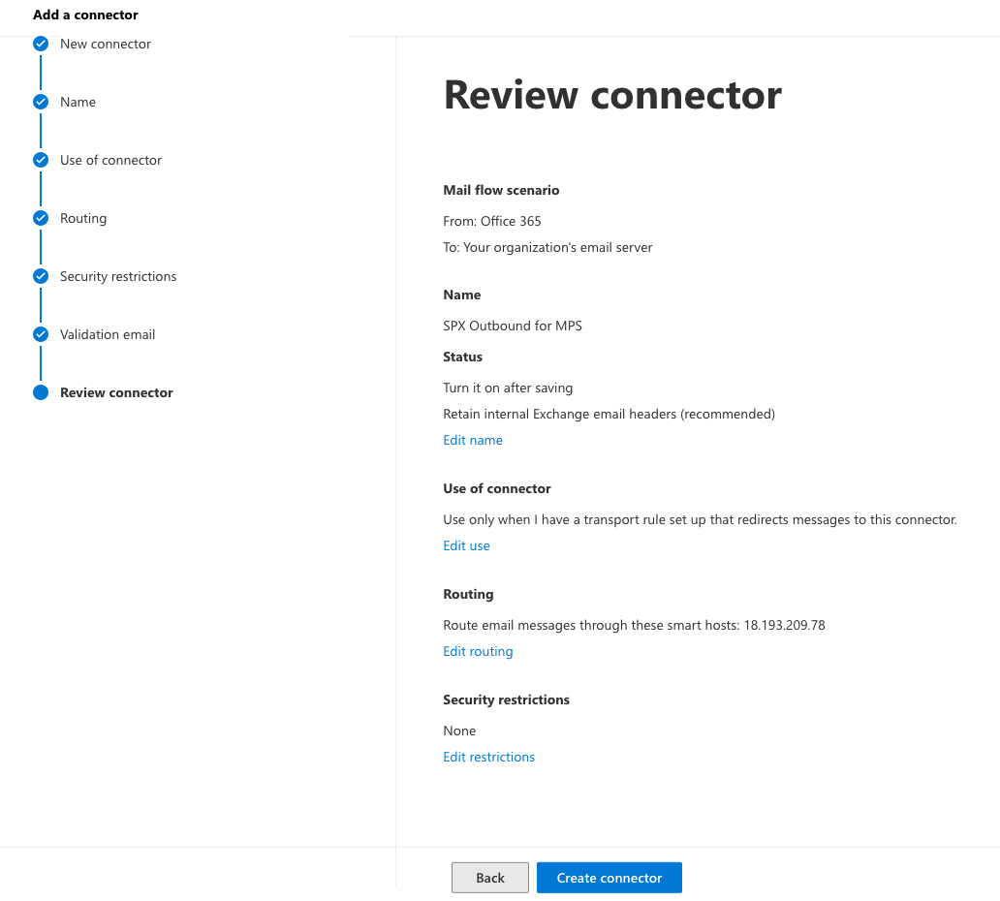 Add a connector
New connector
Name
Use of connector
Routing
Security restrictions
Validation email
Review connector
Review connector
Mail flow scenario
From: Office 365
To: Your organization's email server
Name
SPX Outbound for MPS
Status
Turn it on after saving
Retain internal Exchange email headers (recommended)
Edit name
Use of connector
Use only when I have a transport rule set up that redirects messages to this connector.
Edit use
Routing
Route email messages through these smart hosts: 18.193.209.78
Edit routing
Security restrictions
None
Edit restrictions
Back
Create connector